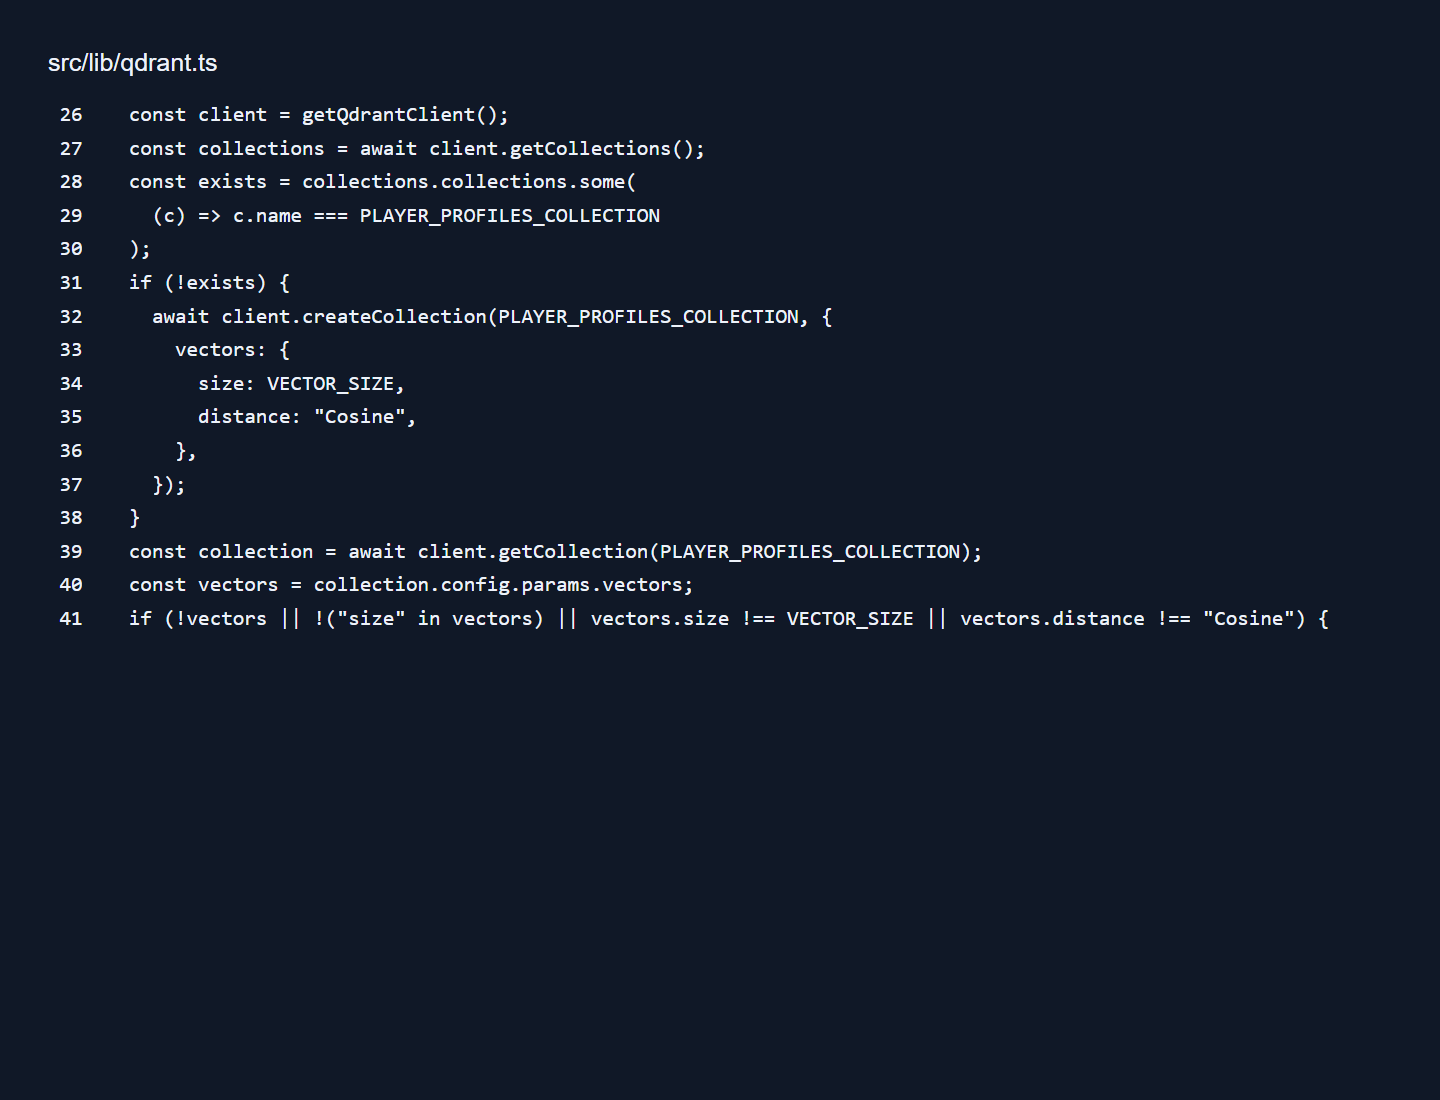 src/lib/qdrant.ts
26    const client = getQdrantClient();
27    const collections = await client.getCollections();
28    const exists = collections.collections.some(
29      (c) => c.name === PLAYER_PROFILES_COLLECTION
30    );
31    if (!exists) {
32      await client.createCollection(PLAYER_PROFILES_COLLECTION, {
33        vectors: {
34          size: VECTOR_SIZE,
35          distance: "Cosine",
36        },
37      });
38    }
39    const collection = await client.getCollection(PLAYER_PROFILES_COLLECTION);
40    const vectors = collection.config.params.vectors;
41    if (!vectors || !("size" in vectors) || vectors.size !== VECTOR_SIZE || vectors.distance !== "Cosine") {